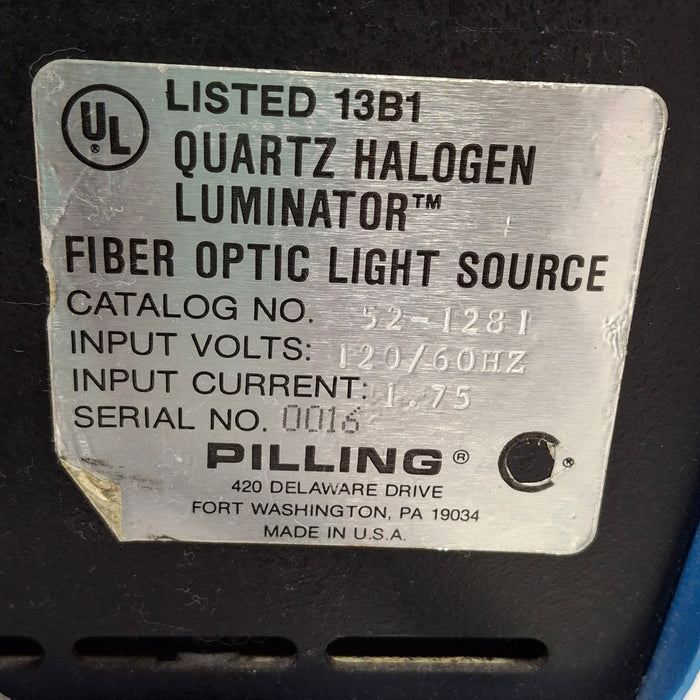 UL ® LISTED 13B1
QUARTZ HALOGEN
LUMINATOR™
FIBER OPTIC LIGHT SOURCE
CATALOG NO. 52-1281
INPUT VOLTS: 120/60HZ
INPUT CURRENT: 1.75
SERIAL NO. 0016
PILLING ® ®
420 DELAWARE DRIVE
FORT WASHINGTON, PA 19034
MADE IN U.S.A.